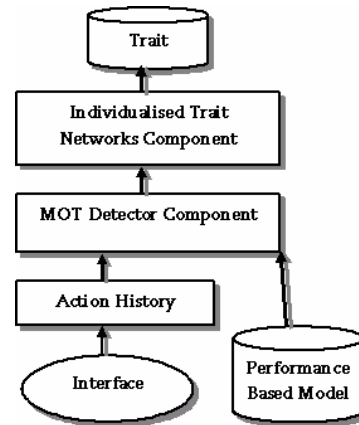 Trait
Individualised Trait
Networks Component
MOT Detector Component
Action History
Interface
Performance
Based Model